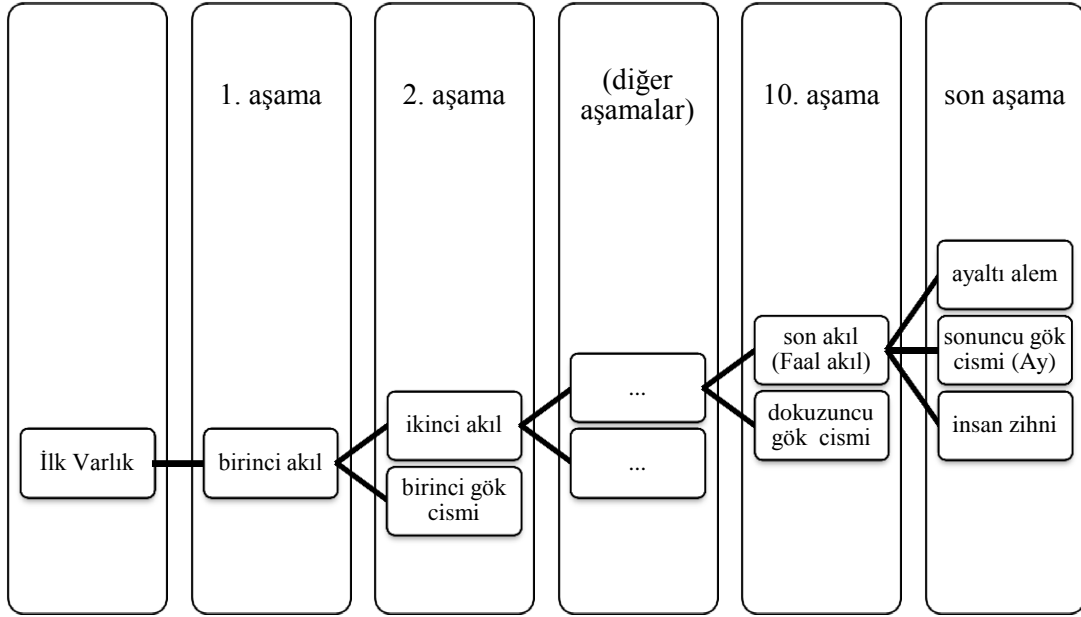 1. aşama
2. aşama
(diğer
aşamalar)
10. aşama
son aşama
İlk Varlık
birinci akıl
ikinci akıl
birinci gök
cismi
...
...
son akıl
(Faal akıl)
dokuzuncu
gök cismi
ayaltı alem
sonuncu gök
cismi (Ay)
insan zihni